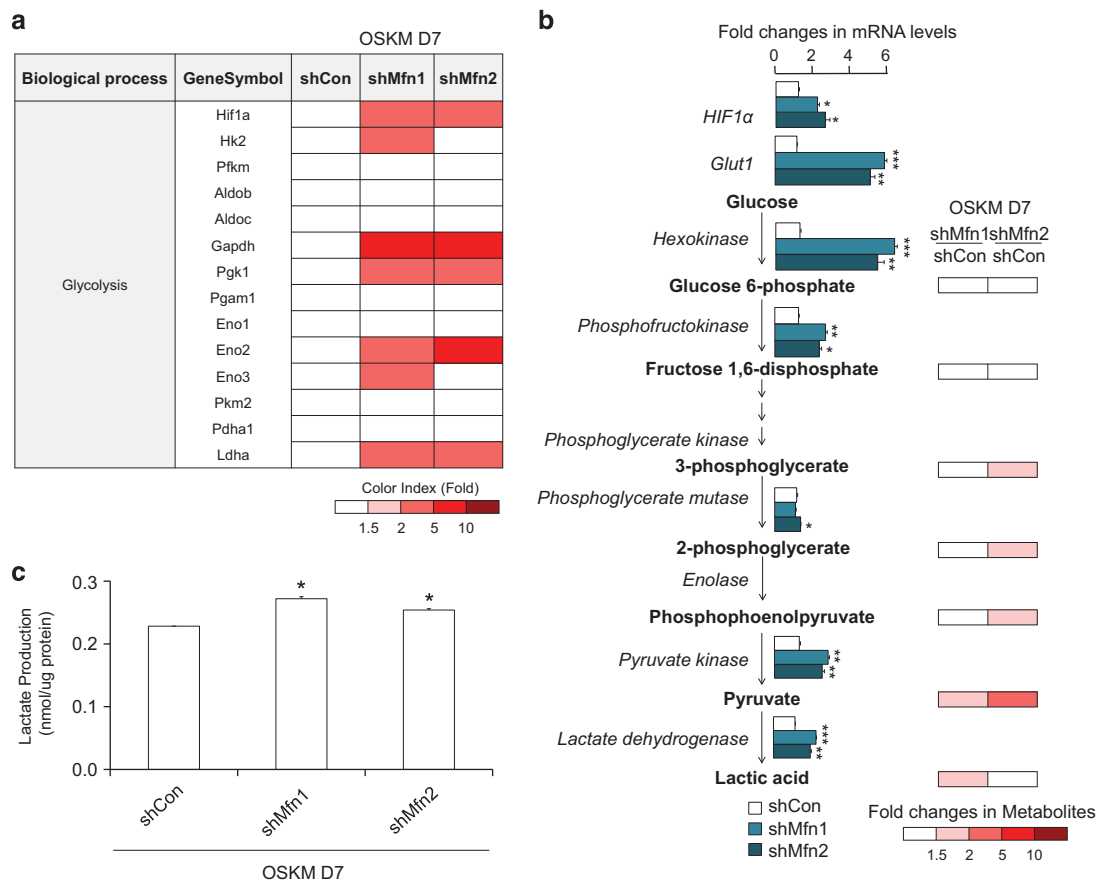 a
OSKM D7
Biological process GeneSymbol shCon shMfn1 shMfn2
Glycolysis
Hif1a
Hk2
Pfkm
Aldob
Aldoc
Gapdh
Pgk1
Pgam1
Eno1
Eno2
Eno3
Pkm2
Pdha1
Ldha
Color Index (Fold)
1.5 2 5 10
b
Fold changes in mRNA levels
0 2 4 6
HIF1α * *
Glut1 *** **
Glucose
Hexokinase *** **
Glucose 6-phosphate
Phosphofructokinase ** *
Fructose 1,6-disphosphate
Phosphoglycerate kinase
3-phosphoglycerate
Phosphoglycerate mutase *
2-phosphoglycerate
Enolase
Phosphophoenolpyruvate
Pyruvate kinase ** **
Pyruvate
Lactate dehydrogenase *** **
Lactic acid
shCon
shMfn1
shMfn2
OSKM D7
shMfn1 shMfn2
shCon shCon
Fold changes in Metabolites
1.5 2 5 10
c
Lactate Production
(nmol/ug protein)
0.3
0.2
0.1
0.0
* *
shCon shMfn1 shMfn2
OSKM D7